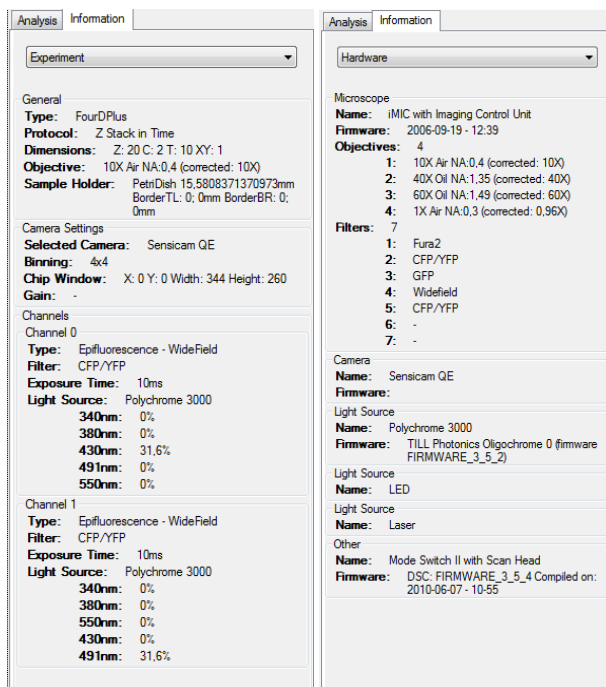 Analysis Information
Experiment
General
Type: FourDPlus
Protocol: Z Stack in Time
Dimensions: Z: 20 C: 2 T: 10 XY: 1
Objective: 10X Air NA:0,4 (corrected: 10X)
Sample Holder: PetriDish 15,5808371370973mm
BorderTL: 0; 0mm BorderBR: 0;
0mm
Camera Settings
Selected Camera: Sensicam QE
Binning: 4x4
Chip Window: X: 0 Y: 0 Width: 344 Height: 260
Gain: -
Channels
Channel 0
Type: Epifluorescence - WideField
Filter: CFP/YFP
Exposure Time: 10ms
Light Source: Polychrome 3000
340nm: 0%
380nm: 0%
430nm: 31,6%
491nm: 0%
550nm: 0%
Channel 1
Type: Epifluorescence - WideField
Filter: CFP/YFP
Exposure Time: 10ms
Light Source: Polychrome 3000
340nm: 0%
380nm: 0%
550nm: 0%
430nm: 0%
491nm: 31,6%
Analysis Information
Hardware
Microscope
Name: iMIC with Imaging Control Unit
Firmware: 2006-09-19 - 12:39
Objectives: 4
1: 10X Air NA:0,4 (corrected: 10X)
2: 40X Oil NA:1,35 (corrected: 40X)
3: 60X Oil NA:1,49 (corrected: 60X)
4: 1X Air NA:0,3 (corrected: 0,96X)
Filters: 7
1: Fura2
2: CFP/YFP
3: GFP
4: Widefield
5: CFP/YFP
6: -
7: -
Camera
Name: Sensicam QE
Firmware:
Light Source
Name: Polychrome 3000
Firmware: TILL Photonics Oligochrome 0 (firmware
FIRMWARE_3_5_2)
Light Source
Name: LED
Light Source
Name: Laser
Other
Name: Mode Switch II with Scan Head
Firmware: DSC: FIRMWARE_3_5_4 Compiled on:
2010-06-07 - 10-55